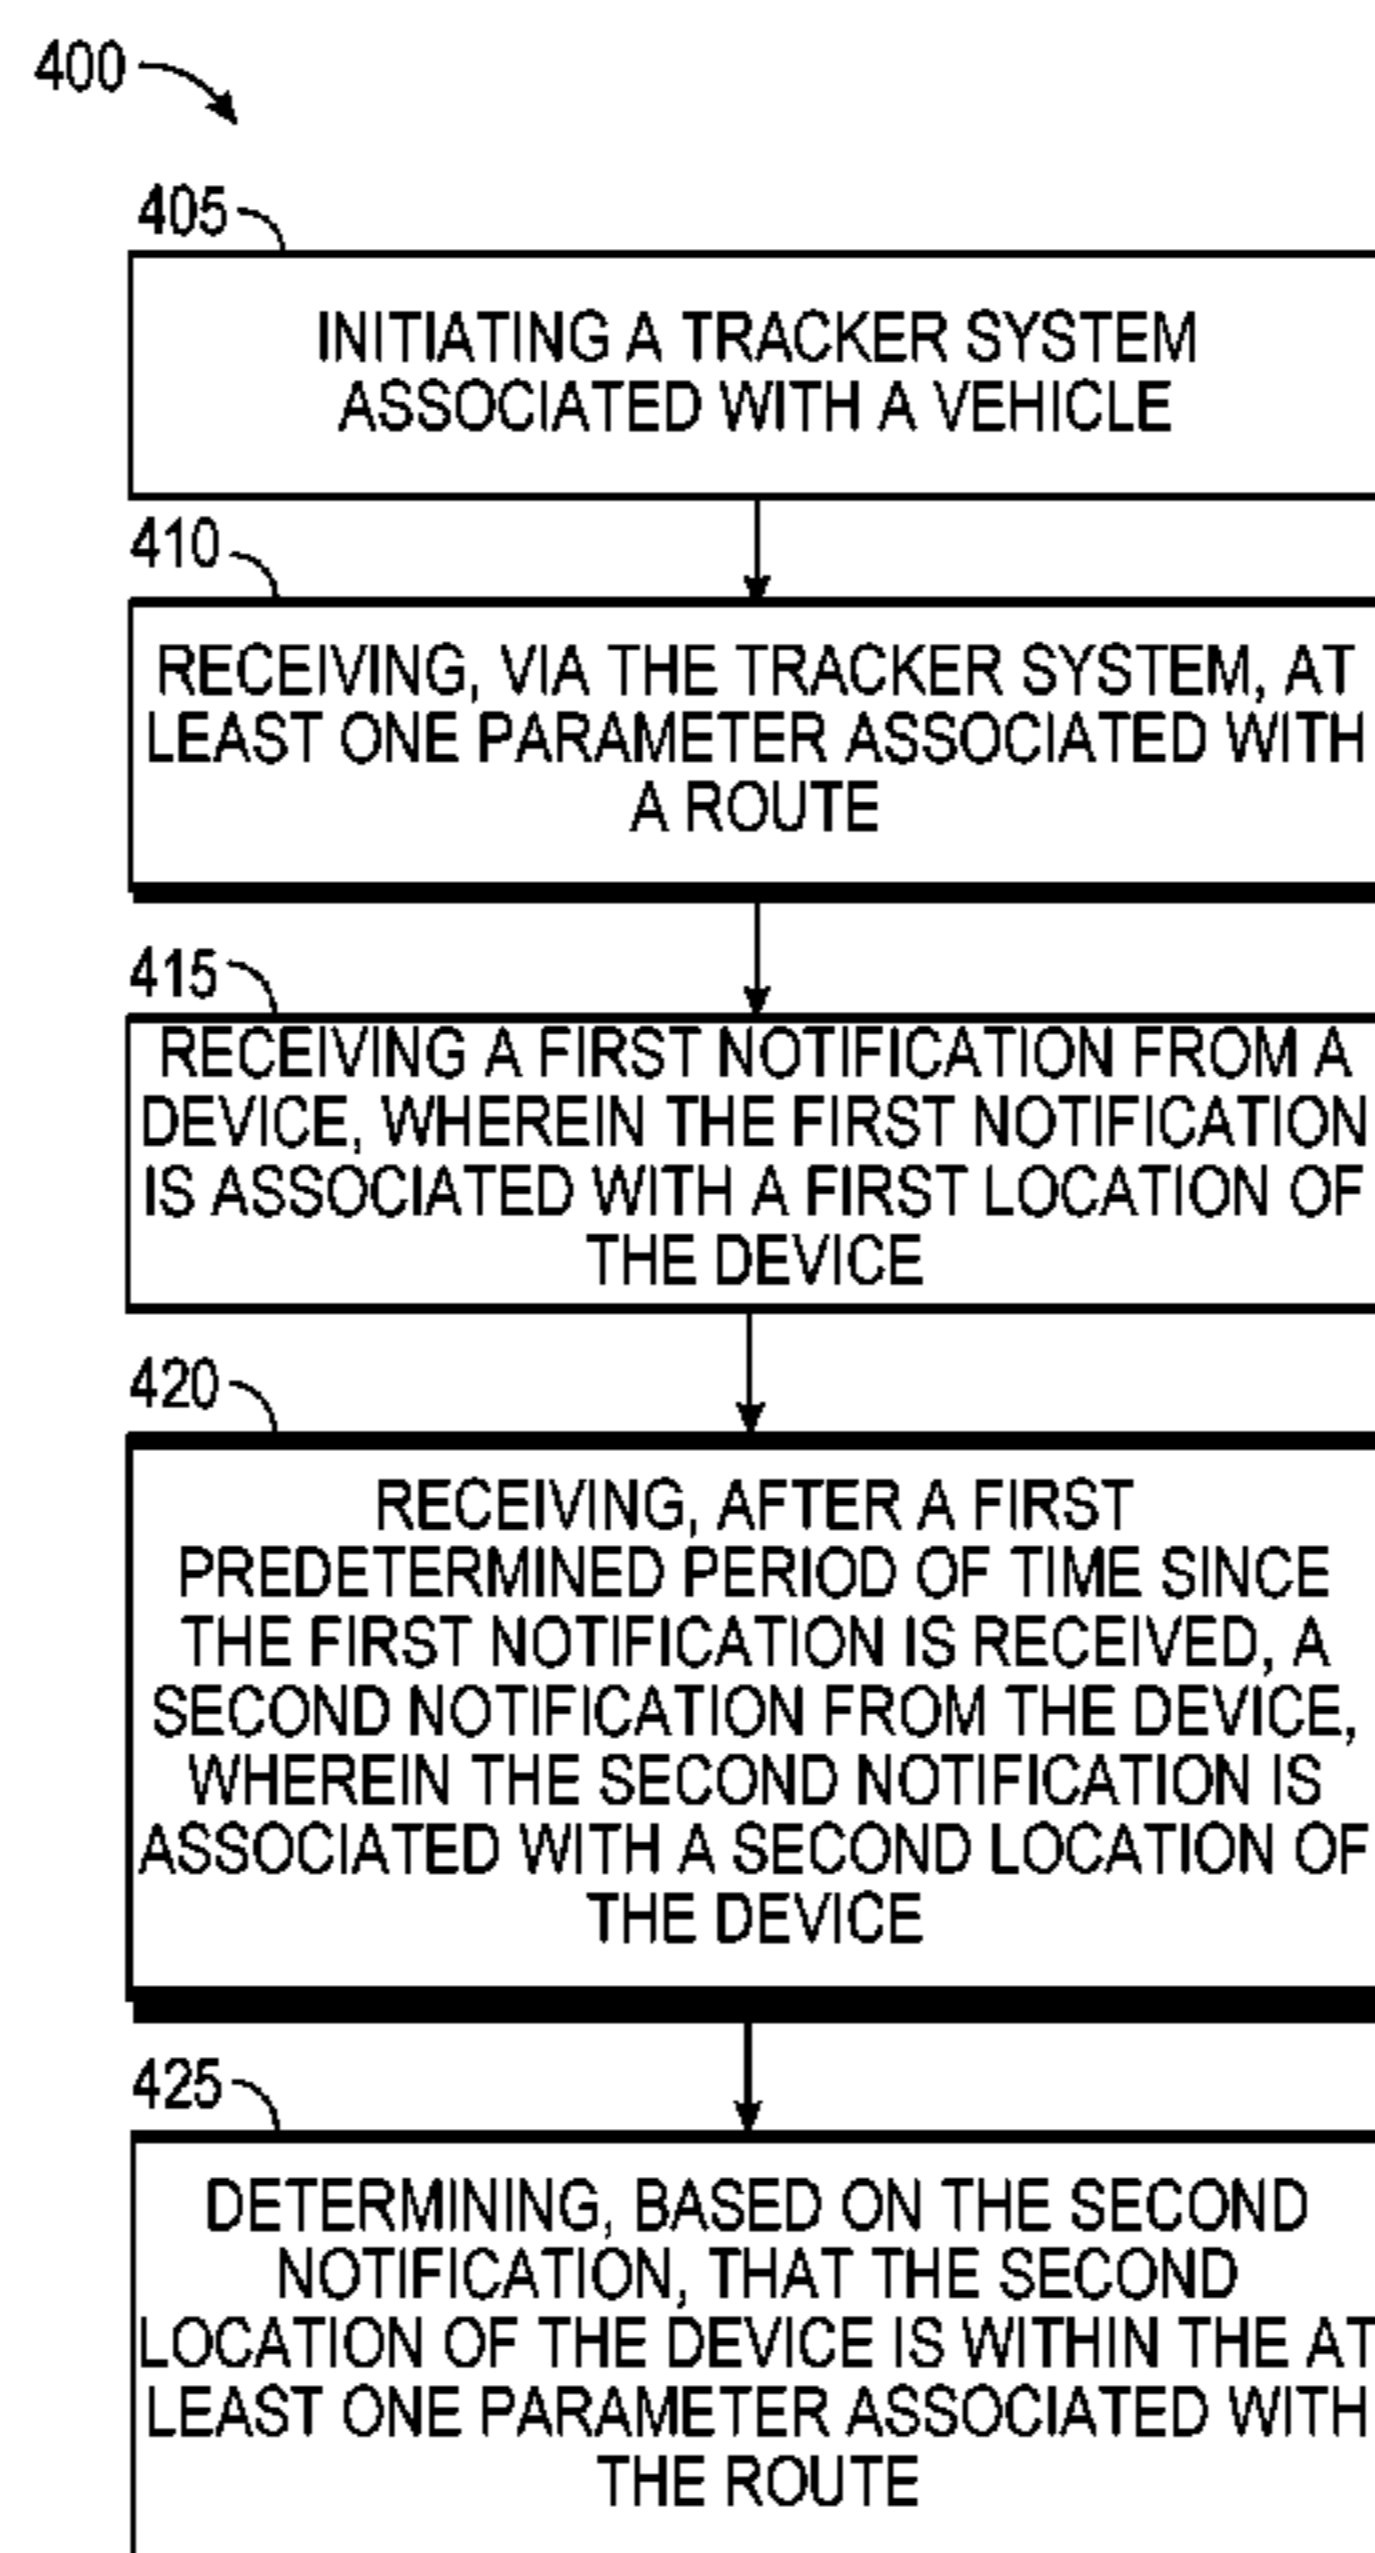 400
405
INITIATING A TRACKER SYSTEM
ASSOCIATED WITH A VEHICLE
410
RECEIVING, VIA THE TRACKER SYSTEM, AT
LEAST ONE PARAMETER ASSOCIATED WITH
A ROUTE
415
RECEIVING A FIRST NOTIFICATION FROM A
DEVICE, WHEREIN THE FIRST NOTIFICATION
IS ASSOCIATED WITH A FIRST LOCATION OF
THE DEVICE
420
RECEIVING, AFTER A FIRST
PREDETERMINED PERIOD OF TIME SINCE
THE FIRST NOTIFICATION IS RECEIVED, A
SECOND NOTIFICATION FROM THE DEVICE,
WHEREIN THE SECOND NOTIFICATION IS
ASSOCIATED WITH A SECOND LOCATION OF
THE DEVICE
425
DETERMINING, BASED ON THE SECOND
NOTIFICATION, THAT THE SECOND
LOCATION OF THE DEVICE IS WITHIN THE AT
LEAST ONE PARAMETER ASSOCIATED WITH
THE ROUTE